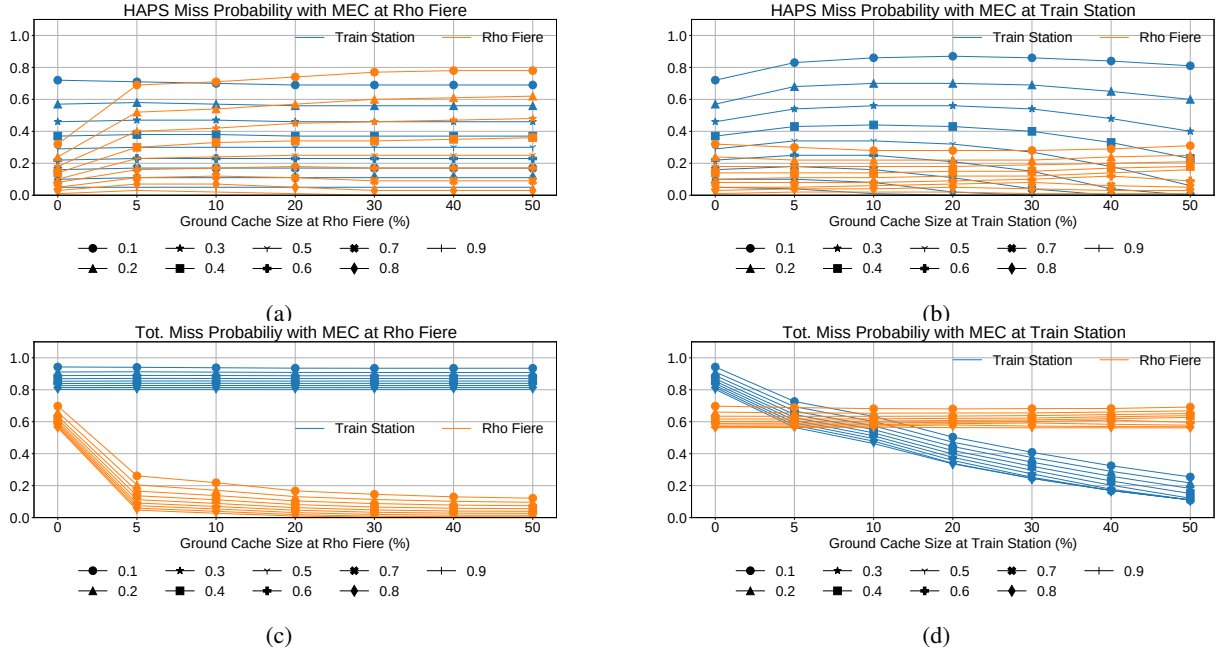 HAPS Miss Probability with MEC at Rho Fiere
1.0
0.8
0.6
0.4
0.2
0.0
Train Station Rho Fiere
0 5 10 20 30 40 50
Ground Cache Size at Rho Fiere (%)
0.1 0.3 0.5 0.7 0.9
0.2 0.4 0.6 0.8
(a)
HAPS Miss Probability with MEC at Train Station
1.0
0.8
0.6
0.4
0.2
0.0
Train Station Rho Fiere
0 5 10 20 30 40 50
Ground Cache Size at Train Station (%)
0.1 0.3 0.5 0.7 0.9
0.2 0.4 0.6 0.8
(b)
Tot. Miss Probabiliy with MEC at Rho Fiere
1.0
0.8
0.6
0.4
0.2
0.0
Train Station Rho Fiere
0 5 10 20 30 40 50
Ground Cache Size at Rho Fiere (%)
0.1 0.3 0.5 0.7 0.9
0.2 0.4 0.6 0.8
(c)
Tot. Miss Probabiliy with MEC at Train Station
1.0
0.8
0.6
0.4
0.2
0.0
Train Station Rho Fiere
0 5 10 20 30 40 50
Ground Cache Size at Train Station (%)
0.1 0.3 0.5 0.7 0.9
0.2 0.4 0.6 0.8
(d)